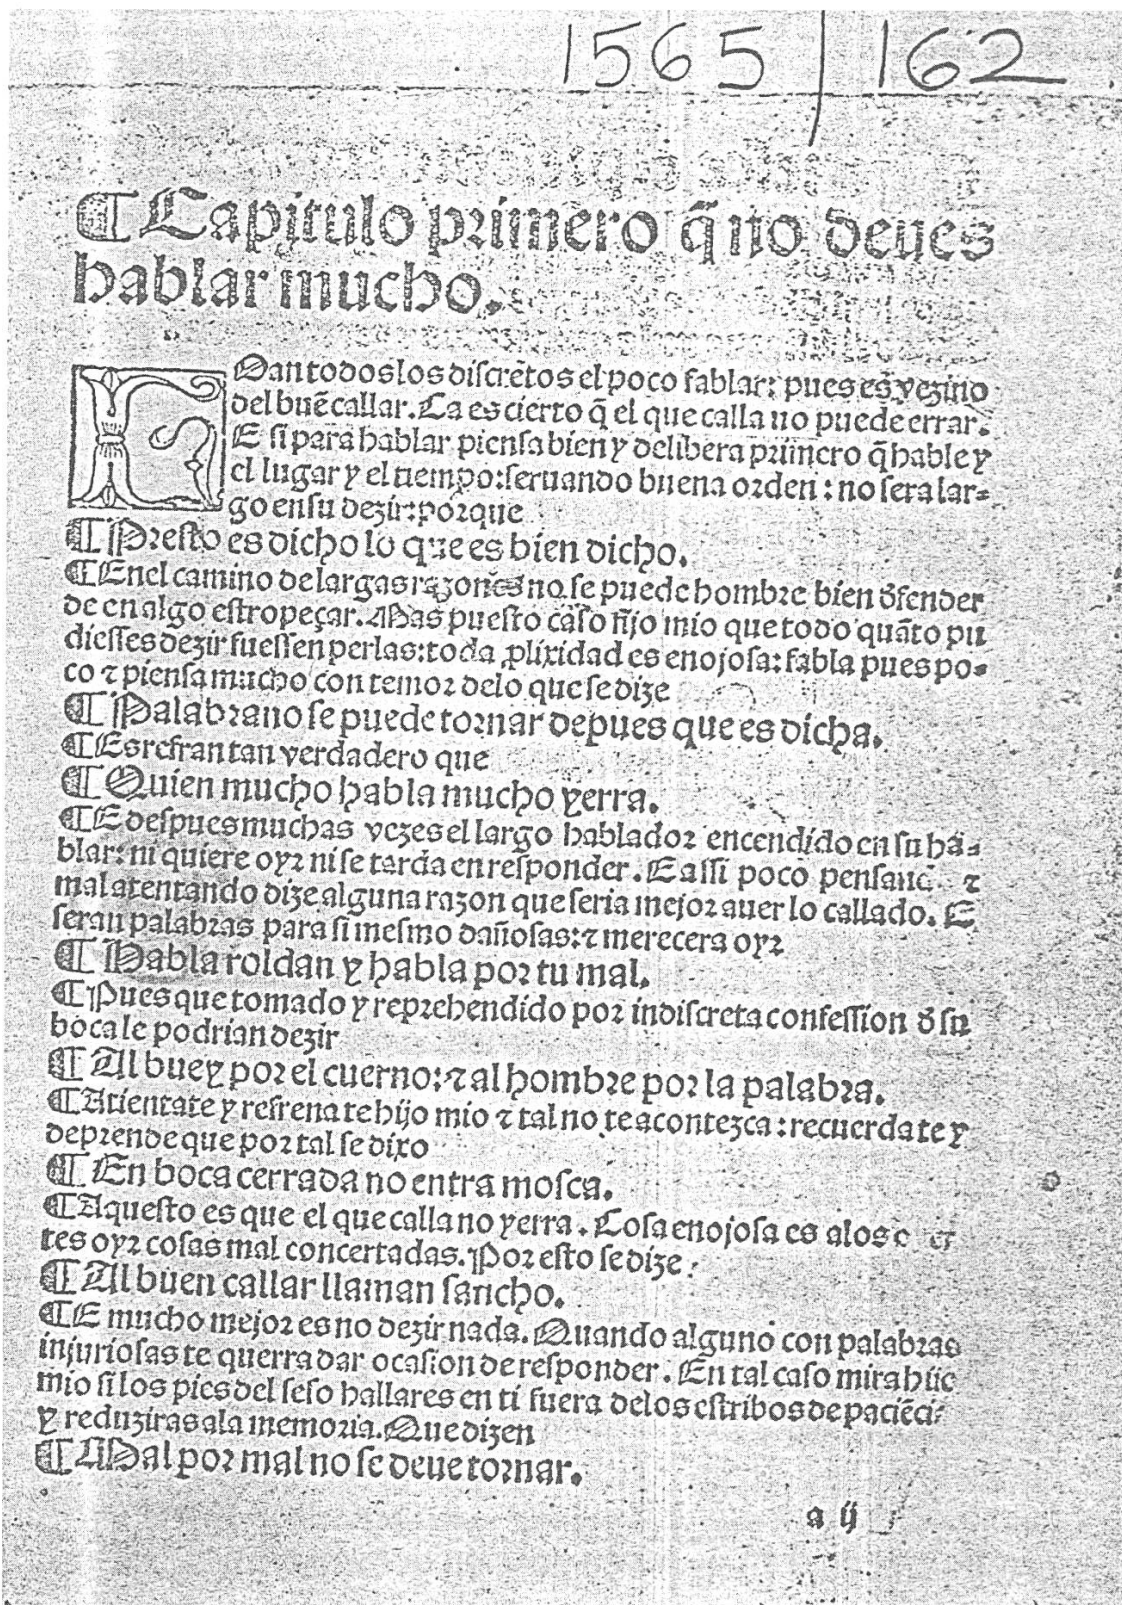 1565 | 162
¶ Capitulo primero q̃ no deues
hablar mucho.
LOan todos los discretos el poco fablar: pues es vezino
del buẽ callar. Ca es cierto q̃ el que calla no puede errar.
E si para hablar piensa bien y delibera primero q̃ hable y
el lugar y el tiempo: seruando buena orden: no sera lar-
go en su dezir: porque
¶ Presto es dicho lo que es bien dicho.
¶ Enel camino de largas razones no se puede hombre bien d̃fender
de en algo estropeçar. Mas puesto caso hijo mio que todo quãto pu
diesses dezir fuessen perlas: toda ꝓlixidad es enojosa: fabla pues po-
co ⁊ piensa mucho con temor delo que se dize
¶ Palabra no se puede tornar depues que es dicha.
¶ Es refran tan verdadero que
¶ Quien mucho habla mucho yerra.
¶ E despues muchas vezes el largo hablador encendido en su ha-
blar: ni quiere oyr ni se tarda en responder. E assi poco ⁊
mal atentando dize alguna razon que seria mejor auer lo callado. E
seran palabras para si mesmo dañosas: ⁊ merecera oyr
¶ Habla roldan y habla por tu mal.
¶ Pues que tomado y reprehendido por indiscreta confession d̃ su
boca le podrian dezir
¶ Al buey por el cuerno: ⁊ al hombre por la palabra.
¶ Atientate y refrena te hijo mio ⁊ tal no te acontezca: recuerda te y
deprende que por tal se dixo
¶ En boca cerrada no entra mosca.
¶ Aquesto es que el que calla no yerra. Cosa enojosa es alos
tes oyr cosas mal concertadas. Por esto se dize:
¶ Al buen callar llaman sancho.
¶ E mucho mejor es no dezir nada. Quando alguno con palabras
injuriosas te querra dar ocasion de responder. En tal caso mira
mio si los pies del seso hallares en ti fuera delos estribos de
y reduziras ala memoria. Que dizen
¶ Mal por mal no se deue tornar.
a ij